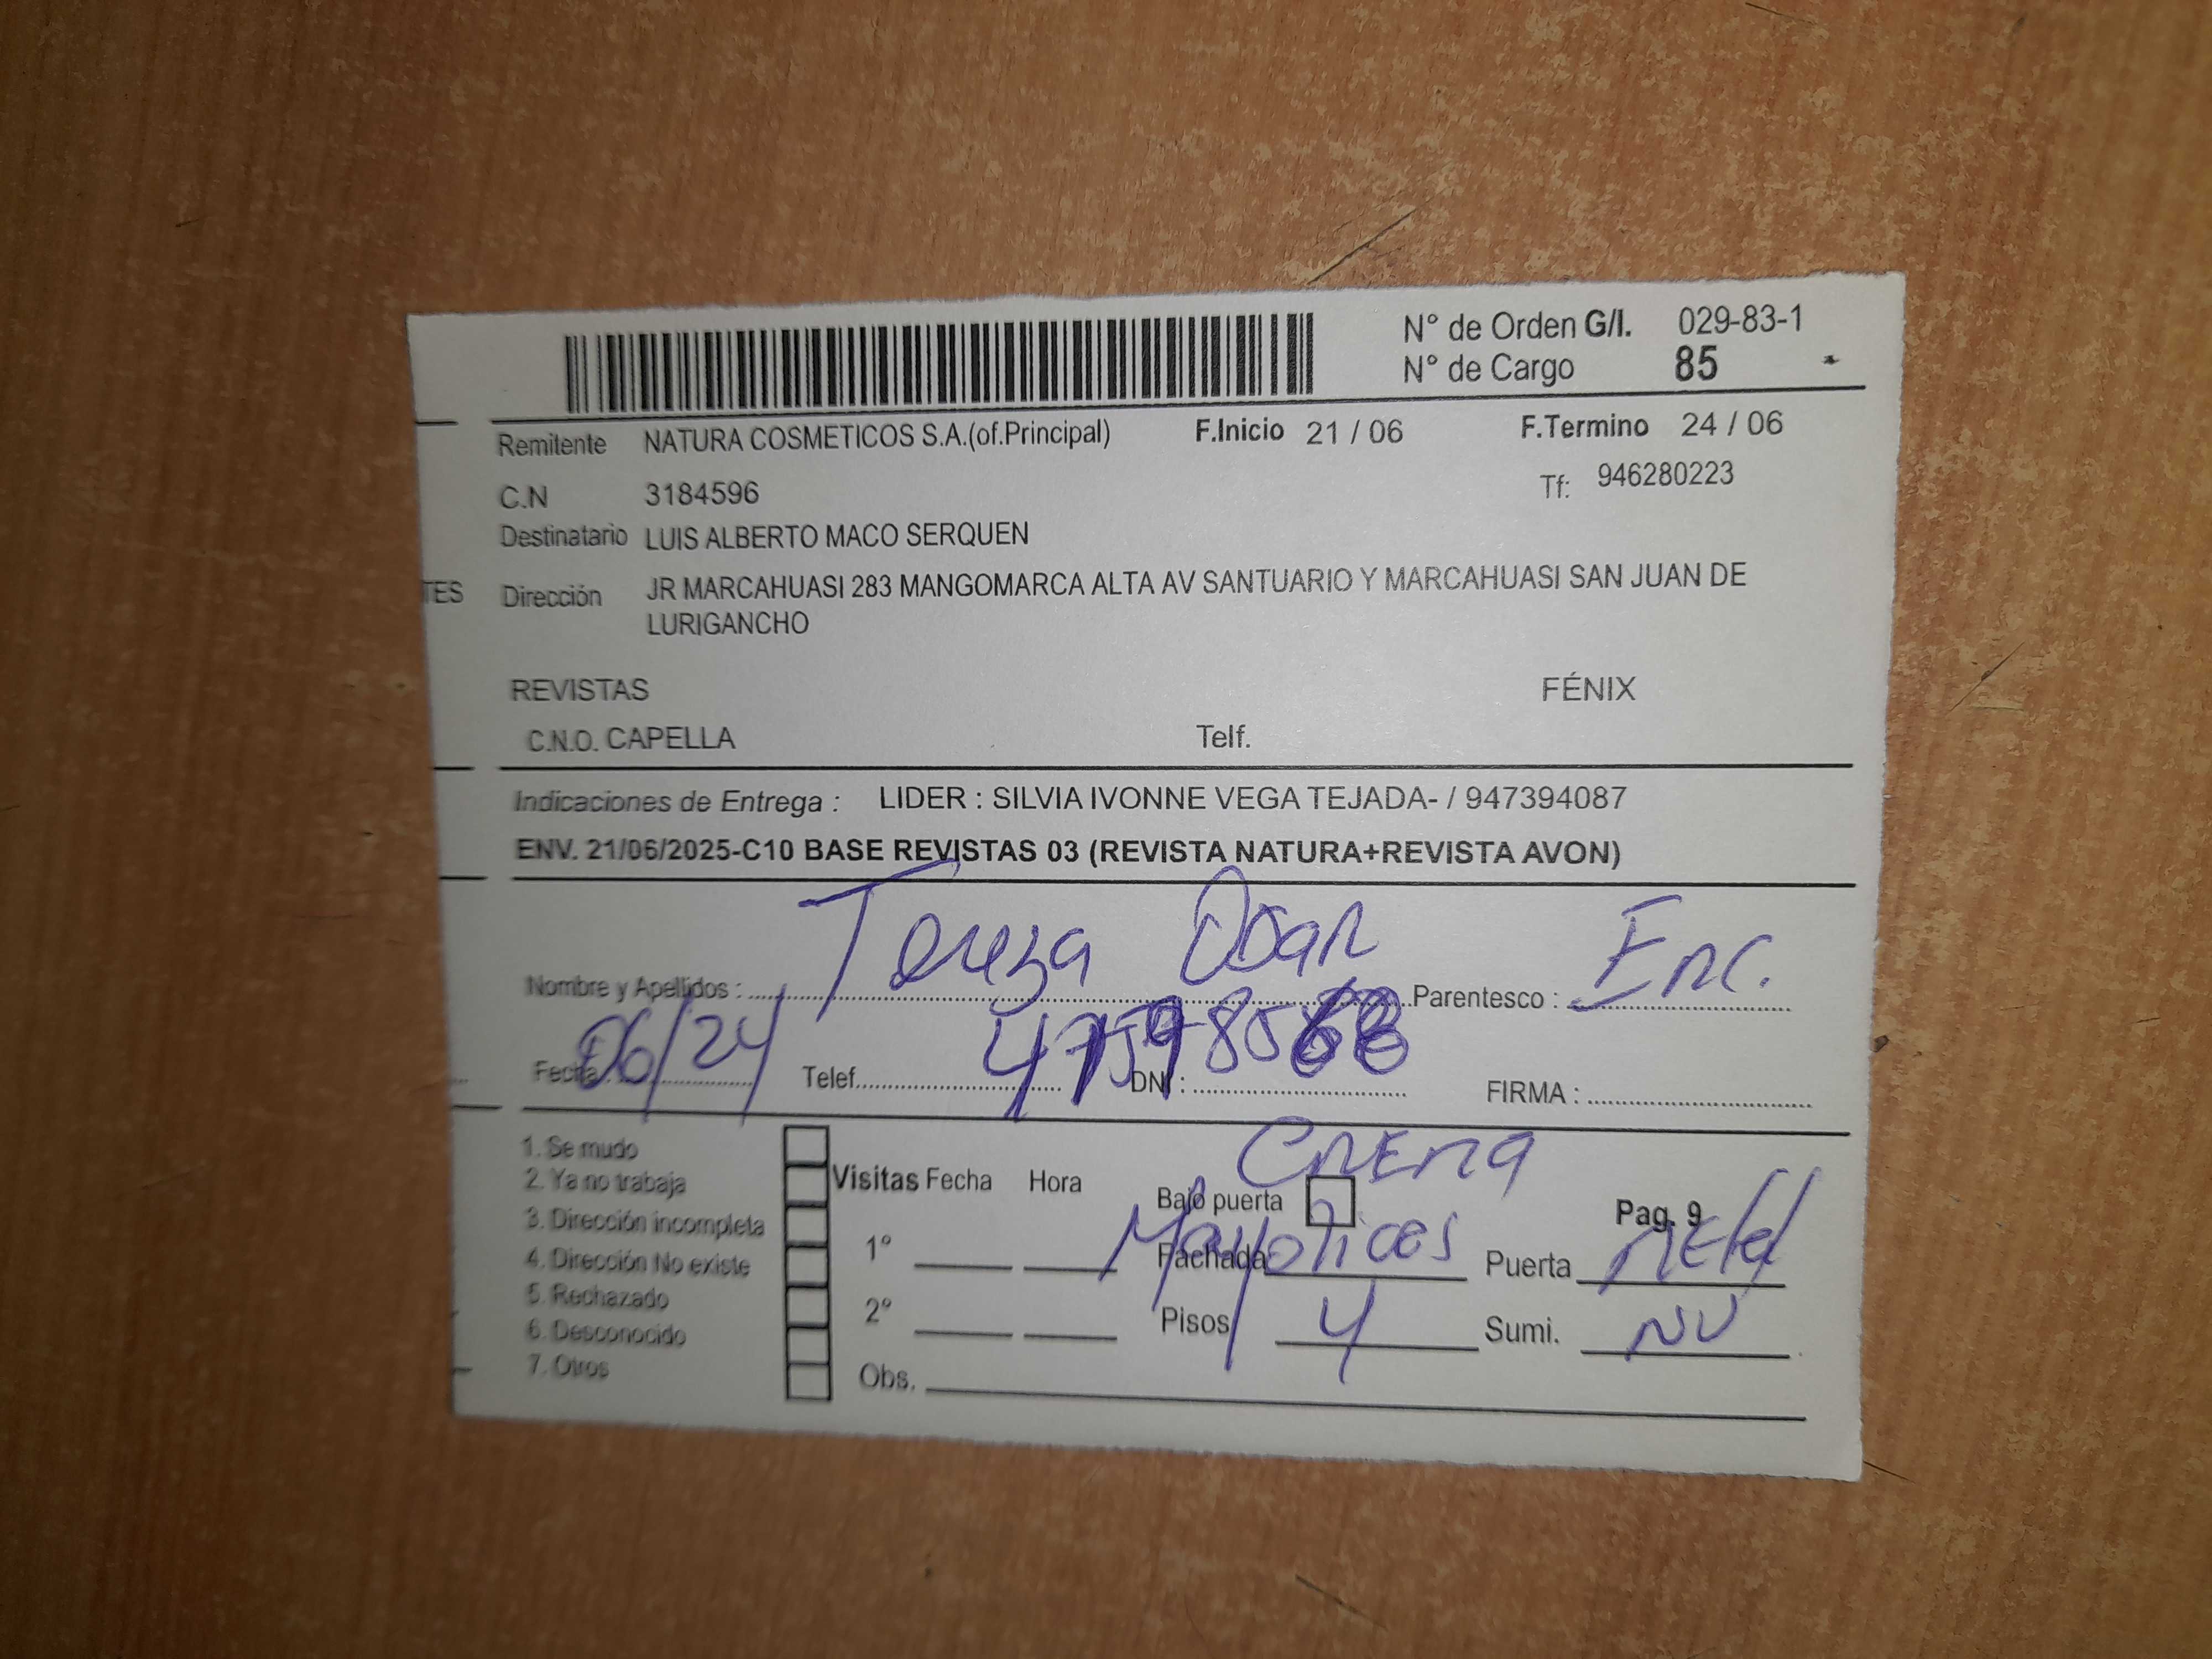 N° de Orden G/I. 029-83-1
N° de Cargo 85
Remitente NATURA COSMETICOS S.A.(of.Principal) F.Inicio 21 / 06 F.Termino 24 / 06
C.N 3184596 Tf: 946280223
Destinatario LUIS ALBERTO MACO SERQUEN
TES Dirección JR MARCAHUASI 283 MANGOMARCA ALTA AV SANTUARIO Y MARCAHUASI SAN JUAN DE
LURIGANCHO
REVISTAS FÉNIX
C.N.O. CAPELLA Telf.
Indicaciones de Entrega : LIDER : SILVIA IVONNE VEGA TEJADA- / 947394087
ENV. 21/06/2025-C10 BASE REVISTAS 03 (REVISTA NATURA+REVISTA AVON)
Nombre y Apellidos : Tereza Parentesco : Enc.
Fecha : 06/24 Telef. DNI : FIRMA :
1. Se mudo
2. Ya no trabaja
3. Dirección incompleta
4. Dirección No existe
5. Rechazado
6. Desconocido
7. Otros
Visitas Fecha Hora
1°
2°
Obs.
Crema
Bajo puerta Pag. 9
Fachada Mayolicas Puerta Metal
Pisos 4 Sumi. NV